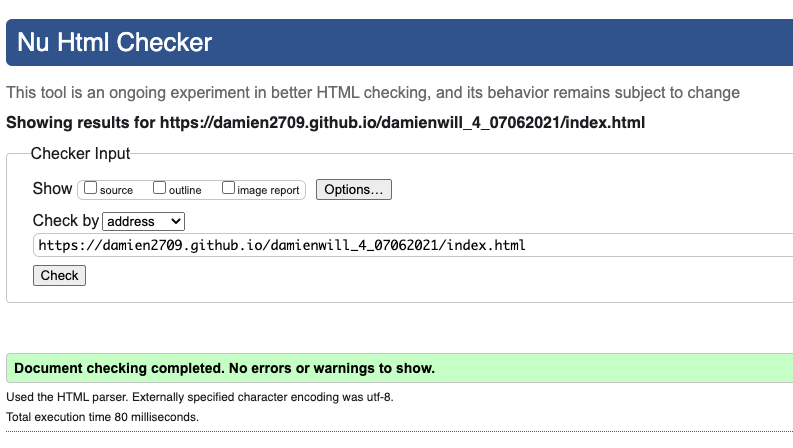 Nu Html Checker
This tool is an ongoing experiment in better HTML checking, and its behavior remains subject to change
Showing results for https://damien2709.github.io/damienwill_4_07062021/index.html
Checker Input
Show source outline image report Options...
Check by address
https://damien2709.github.io/damienwill_4_07062021/index.html
Check
Document checking completed. No errors or warnings to show.
Used the HTML parser. Externally specified character encoding was utf-8.
Total execution time 80 milliseconds.